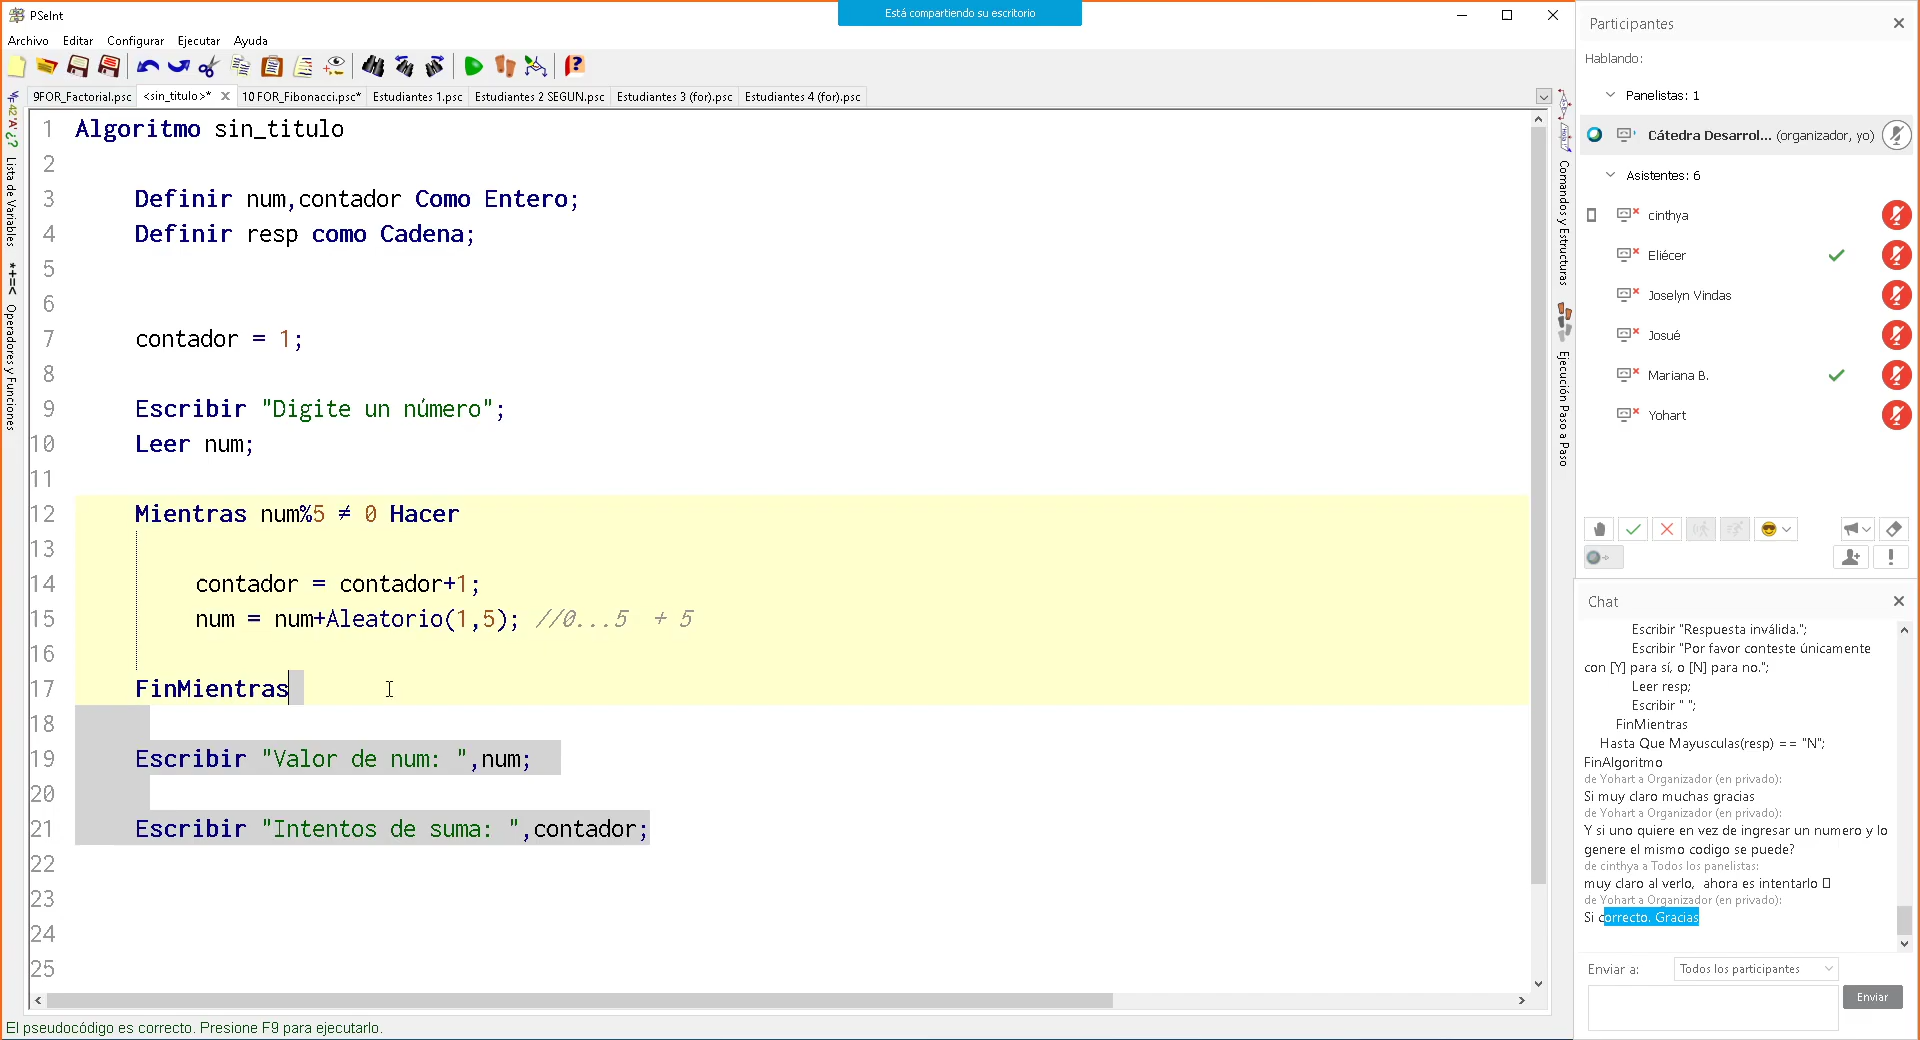 PSeInt
Está compartiendo su escritorio
Archivo Editar Configurar Ejecutar Ayuda
9FOR_Factorial.psc <sin_titulo>* 10 FOR_Fibonacci.psc* Estudiantes 1.psc Estudiantes 2 SEGUN.psc Estudiantes 3 (for).psc Estudiantes 4 (for).psc
Lista de Variables
Operadores y Funciones
1 Algoritmo sin_titulo
2
3 Definir num,contador Como Entero;
4 Definir resp como Cadena;
5
6
7 contador = 1;
8
9 Escribir "Digite un número";
10 Leer num;
11
12 Mientras num%5 ≠ 0 Hacer
13
14 contador = contador+1;
15 num = num+Aleatorio(1,5); //0...5 + 5
16
17 FinMientras
18
19 Escribir "Valor de num: ",num;
20
21 Escribir "Intentos de suma: ",contador;
22
23
24
25
El pseudocódigo es correcto. Presione F9 para ejecutarlo.
Comandos y Estructuras
Ejecución Paso a Paso
Participantes
Hablando:
Panelistas: 1
Cátedra Desarrol... (organizador, yo)
Asistentes: 6
cinthya
Eliécer
Joselyn Vindas
Josué
Mariana B.
Yohart
Chat
Escribir "Respuesta inválida.";
Escribir "Por favor conteste únicamente
con [Y] para sí, o [N] para no.";
Leer resp;
Escribir " ";
FinMientras
Hasta Que Mayusculas(resp) == "N";
FinAlgoritmo
de Yohart a Organizador (en privado):
Si muy claro muchas gracias
de Yohart a Organizador (en privado):
Y si uno quiere en vez de ingresar un numero y lo
genere el mismo codigo se puede?
de cinthya a Todos los panelistas:
muy claro al verlo, ahora es intentarlo
de Yohart a Organizador (en privado):
Si correcto. Gracias
Enviar a: Todos los participantes
Enviar